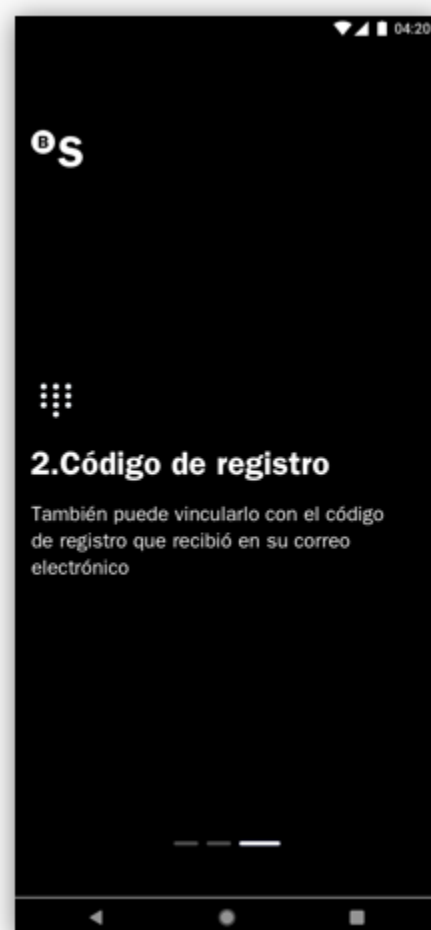 04:20
BS
2.Código de registro
También puede vincularlo con el código
de registro que recibió en su correo
electrónico